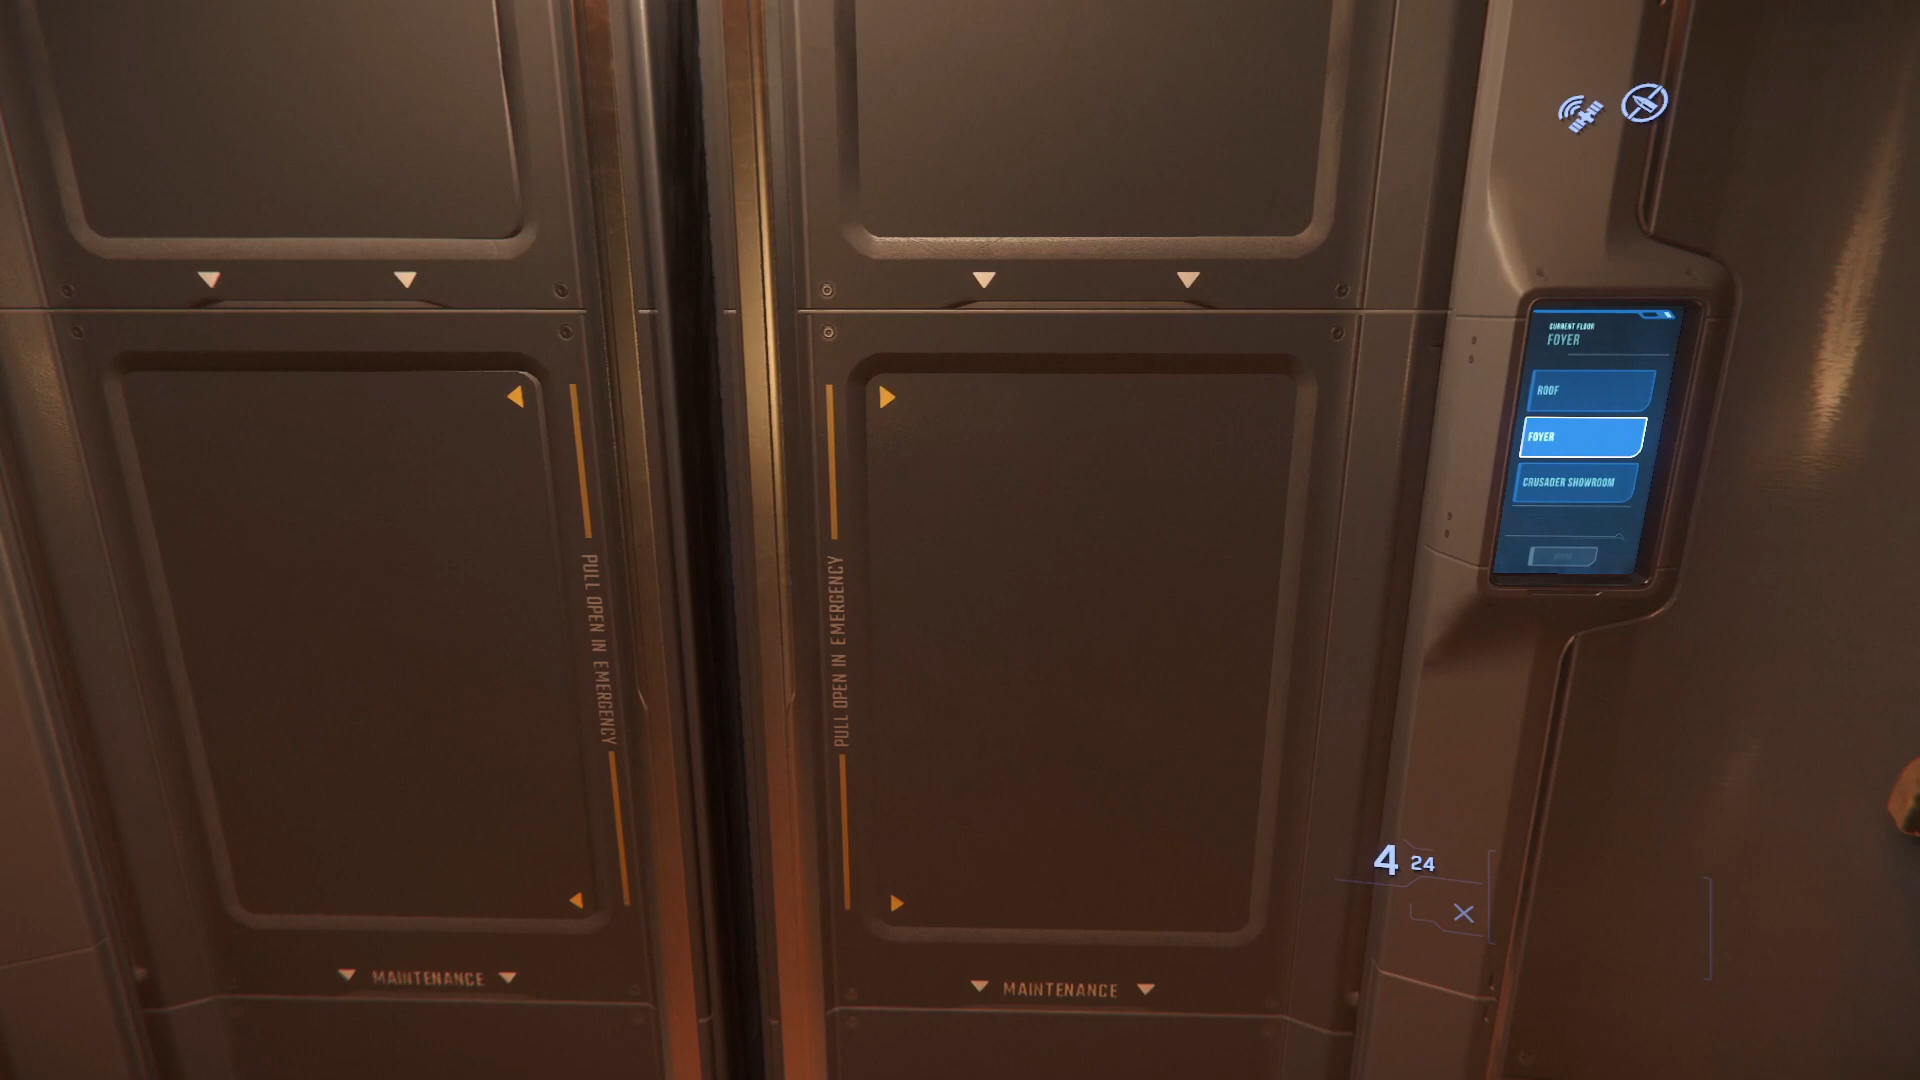 CURRENT FLOOR
FOYER
ROOF
FOYER
CRUSADER SHOWROOM
PULL OPEN IN EMERGENCY
PULL OPEN IN EMERGENCY
4 24
MAINTENANCE
MAINTENANCE